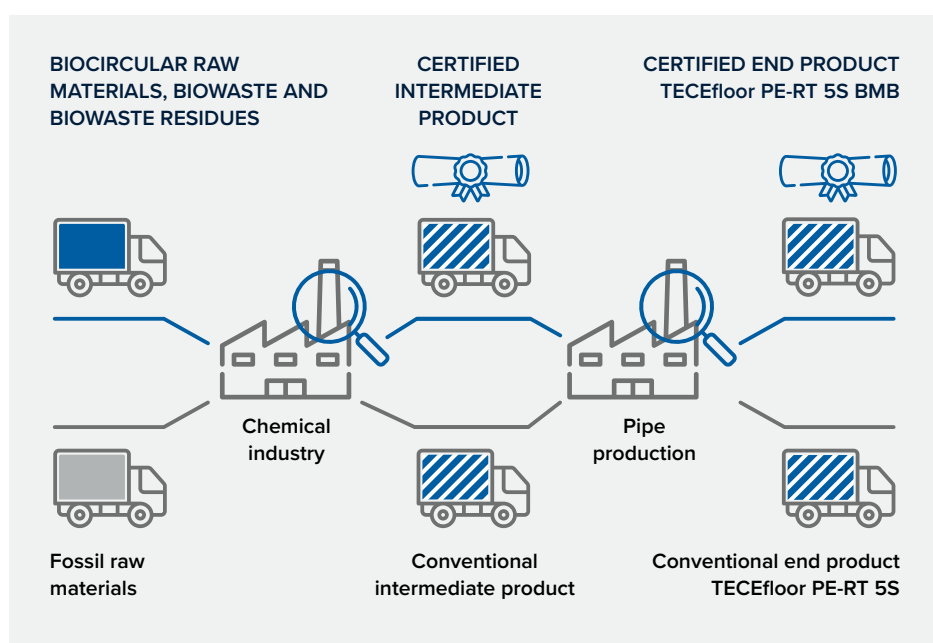 BIOCIRCULAR RAW
MATERIALS, BIOWASTE AND
BIOWASTE RESIDUES
CERTIFIED
INTERMEDIATE
PRODUCT
CERTIFIED END PRODUCT
TECEfloor PE-RT 5S BMB
Chemical
industry
Pipe
production
Fossil raw
materials
Conventional
intermediate product
Conventional end product
TECEfloor PE-RT 5S